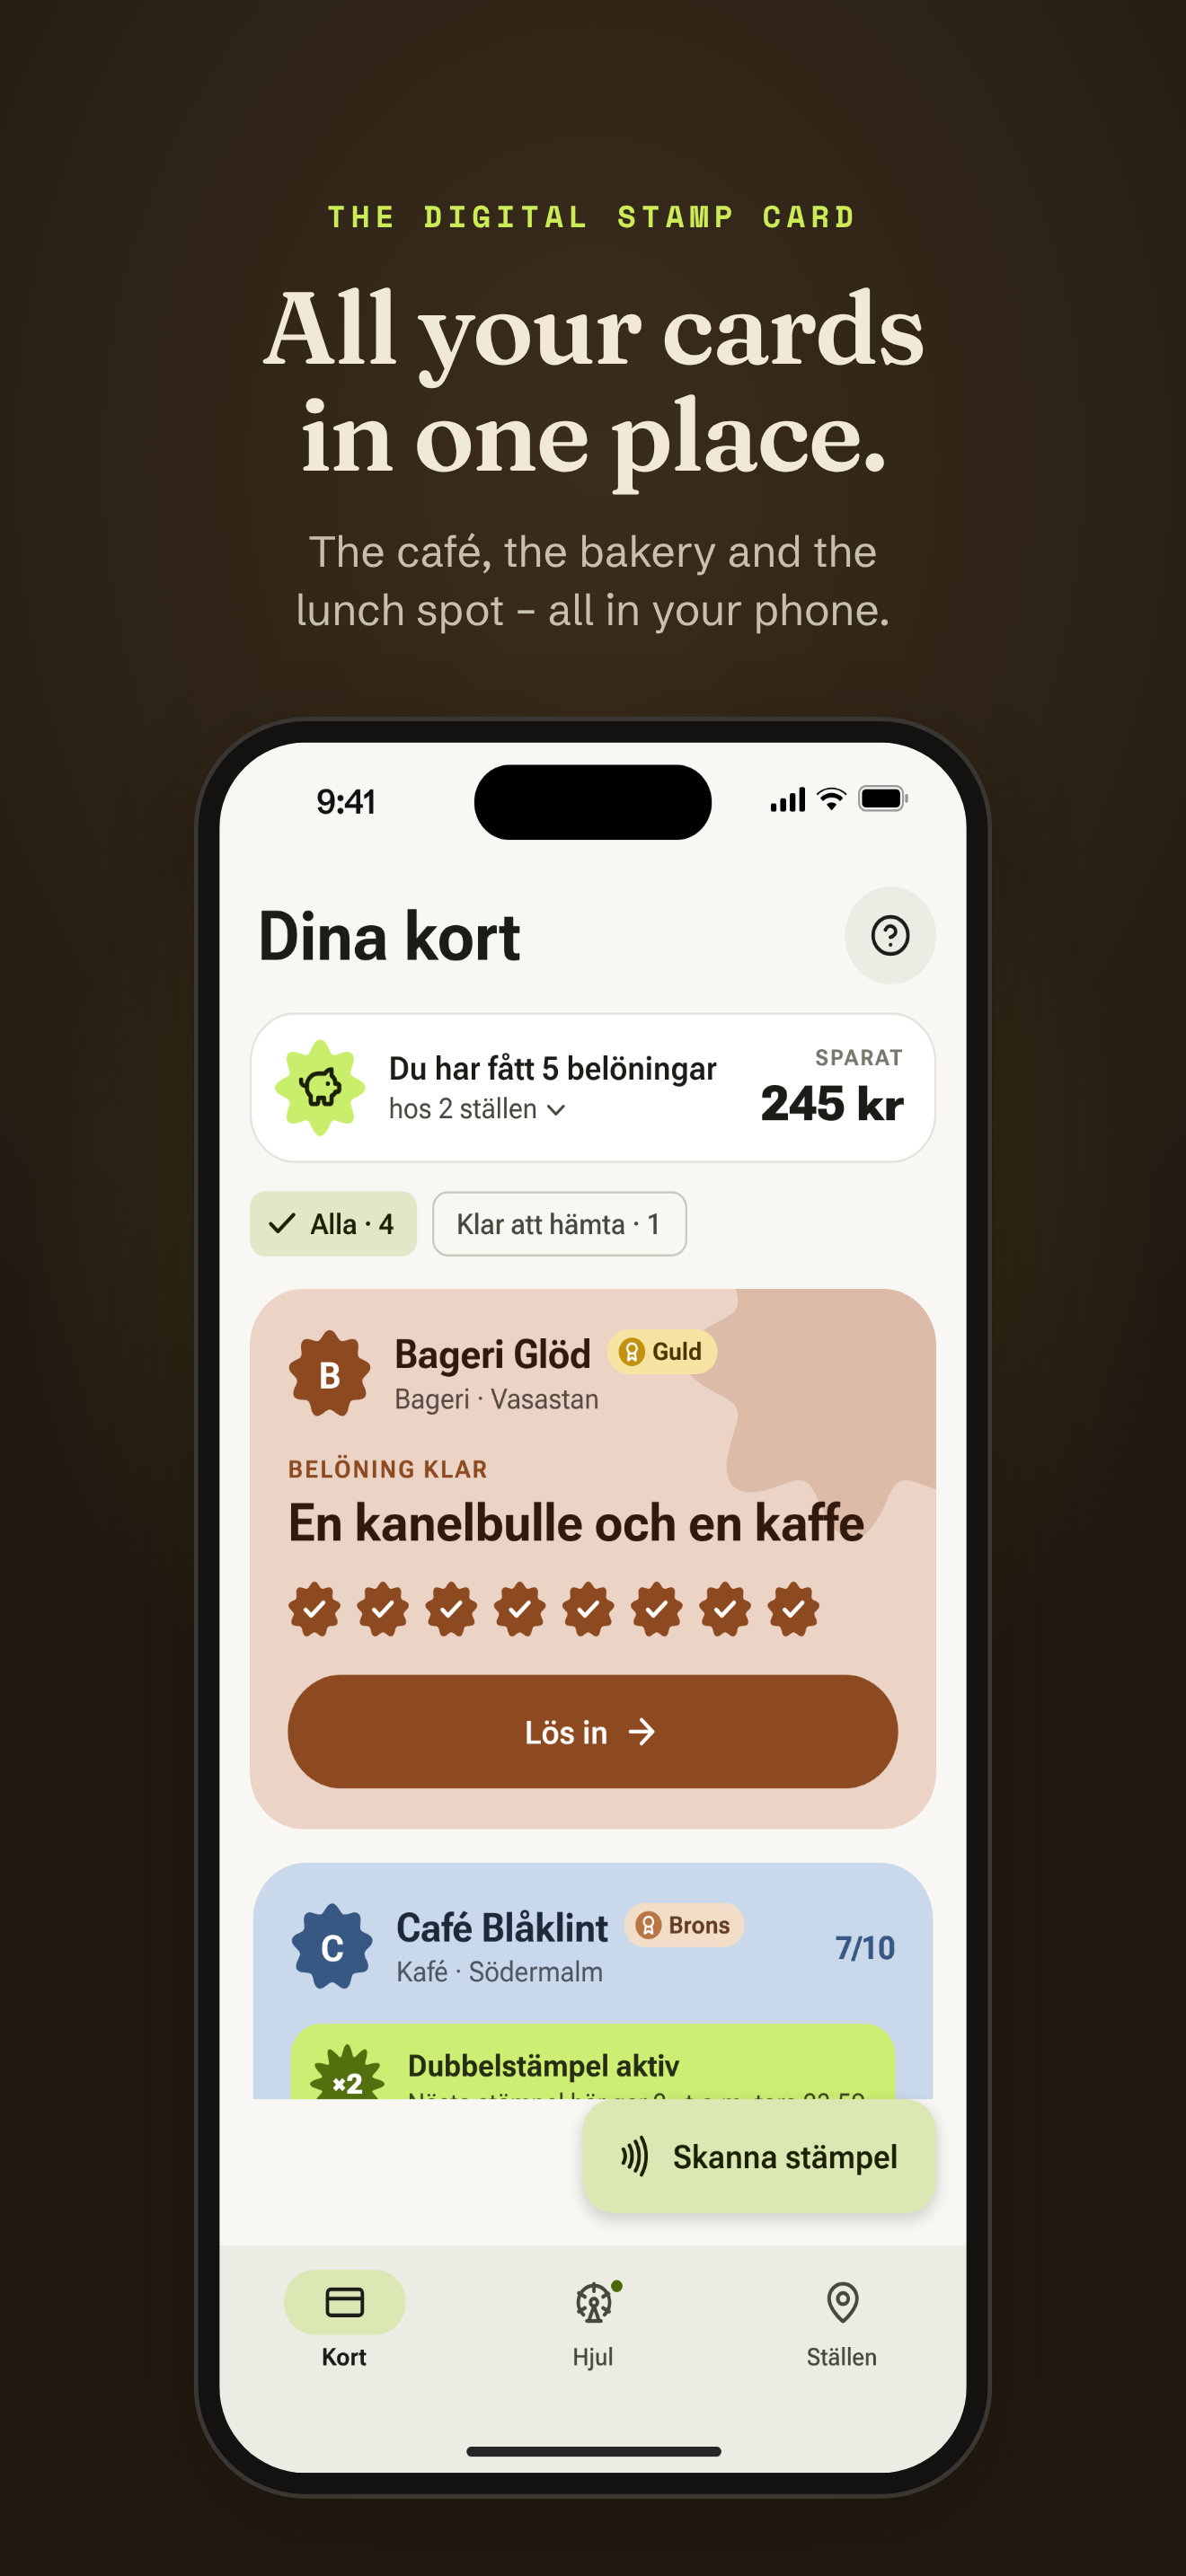 THE DIGITAL STAMP CARD
All your cards
in one place.
The café, the bakery and the
lunch spot – all in your phone.
9:41
Dina kort
Du har fått 5 belöningar
hos 2 ställen
SPARAT
245 kr
Alla · 4
Klar att hämta · 1
B
Bageri Glöd
Guld
Bageri · Vasastan
BELÖNING KLAR
En kanelbulle och en kaffe
Lös in
C
Café Blåklint
Brons
Kafé · Södermalm
7/10
×2
Dubbelstämpel aktiv
Skanna stämpel
Kort
Hjul
Ställen